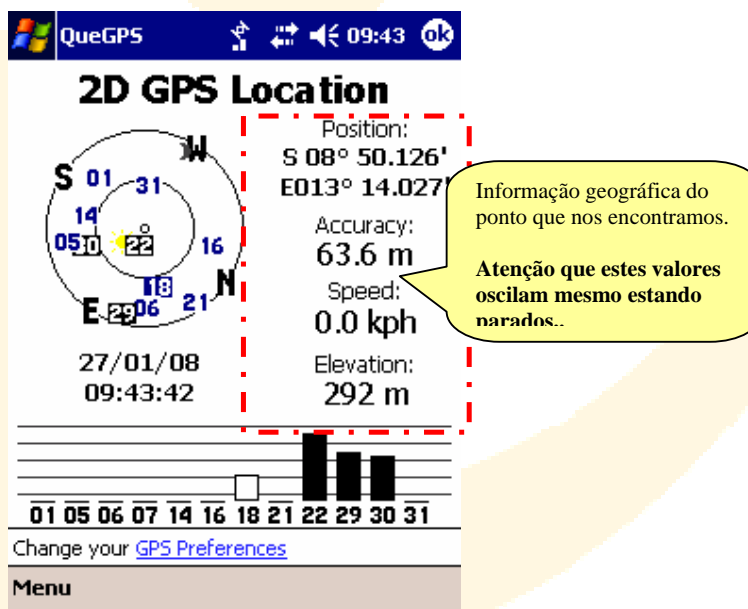 QueGPS 09:43 ok
2D GPS Location
W
S 01 31
14
05 30 22 16
18 N
E 29 06 21
27/01/08
09:43:42
Position:
S 08° 50.126'
E013° 14.027'
Accuracy:
63.6 m
Speed:
0.0 kph
Elevation:
292 m
Informação geográfica do
ponto que nos encontramos.
Atenção que estes valores
oscilam mesmo estando
parados..
01 05 06 07 14 16 18 21 22 29 30 31
Change your GPS Preferences
Menu